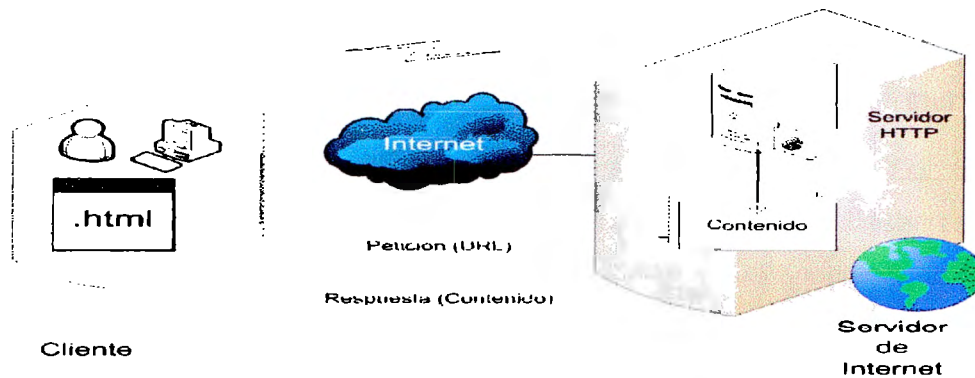 Internet
Servidor
HTTP
.html
Contenido
Petición (URL)
Respuesta (Contenido)
Cliente
Servidor
de
Internet